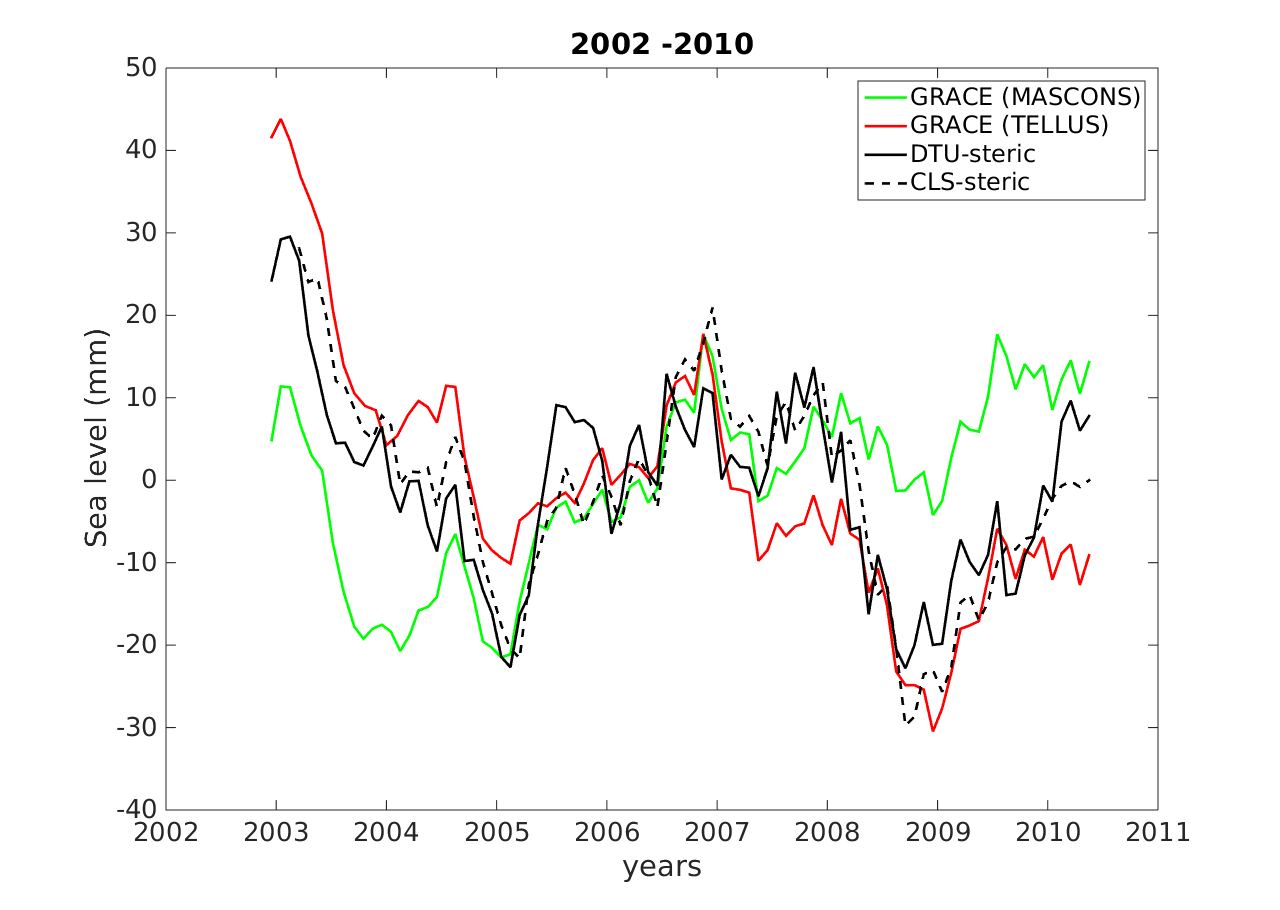 2002 -2010
50
40
30
20
10
0
-10
-20
-30
-40
Sea level (mm)
GRACE (MASCONS)
GRACE (TELLUS)
DTU-steric
CLS-steric
2002 2003 2004 2005 2006 2007 2008 2009 2010 2011
years